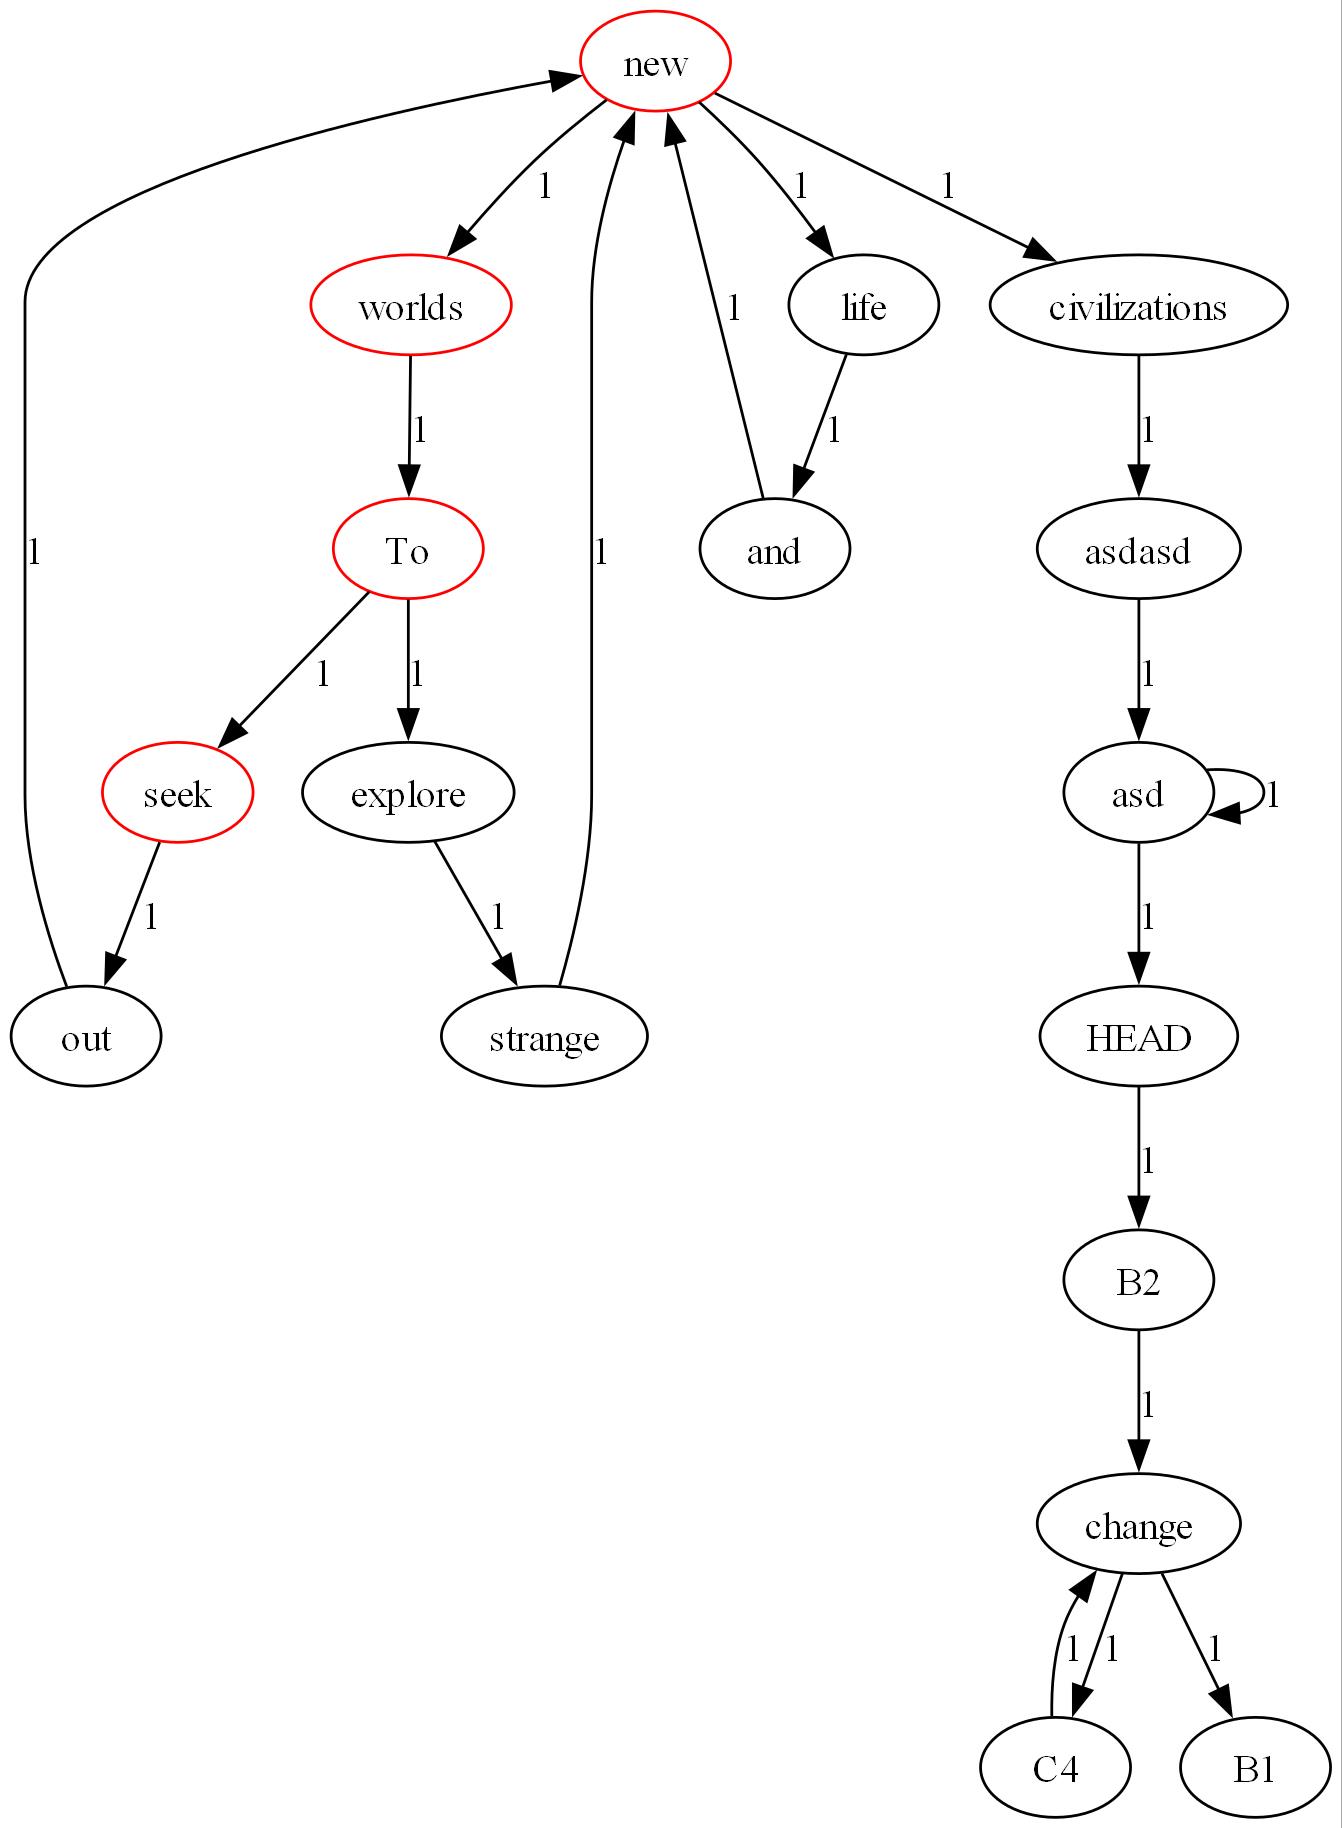 new
1 1 1
worlds life civilizations
1 1 1 1
To and asdasd
1 1
1 1 1
seek explore asd 1
1 1 1
out strange HEAD
1
B2
1
change
1 1 1
C4 B1